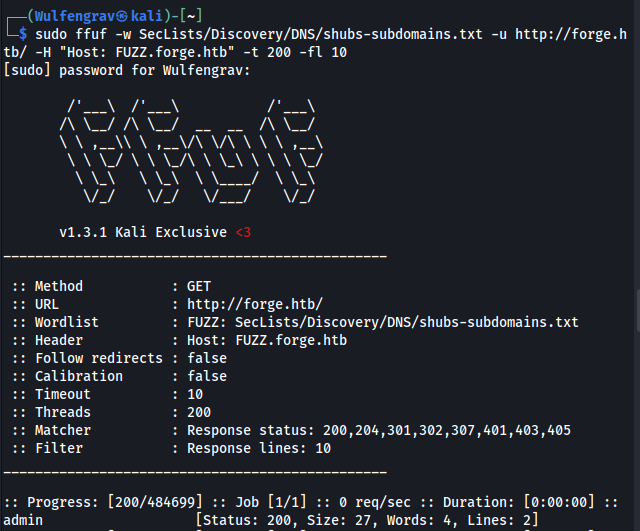 ┌──(Wulfengrav㉿kali)-[~]
└─$ sudo ffuf -w SecLists/Discovery/DNS/shubs-subdomains.txt -u http://forge.h
tb/ -H "Host: FUZZ.forge.htb" -t 200 -fl 10
[sudo] password for Wulfengrav:
v1.3.1 Kali Exclusive <3
________________________________________________
:: Method : GET
:: URL : http://forge.htb/
:: Wordlist : FUZZ: SecLists/Discovery/DNS/shubs-subdomains.txt
:: Header : Host: FUZZ.forge.htb
:: Follow redirects : false
:: Calibration : false
:: Timeout : 10
:: Threads : 200
:: Matcher : Response status: 200,204,301,302,307,401,403,405
:: Filter : Response lines: 10
________________________________________________
:: Progress: [200/484699] :: Job [1/1] :: 0 req/sec :: Duration: [0:00:00] ::
admin [Status: 200, Size: 27, Words: 4, Lines: 2]